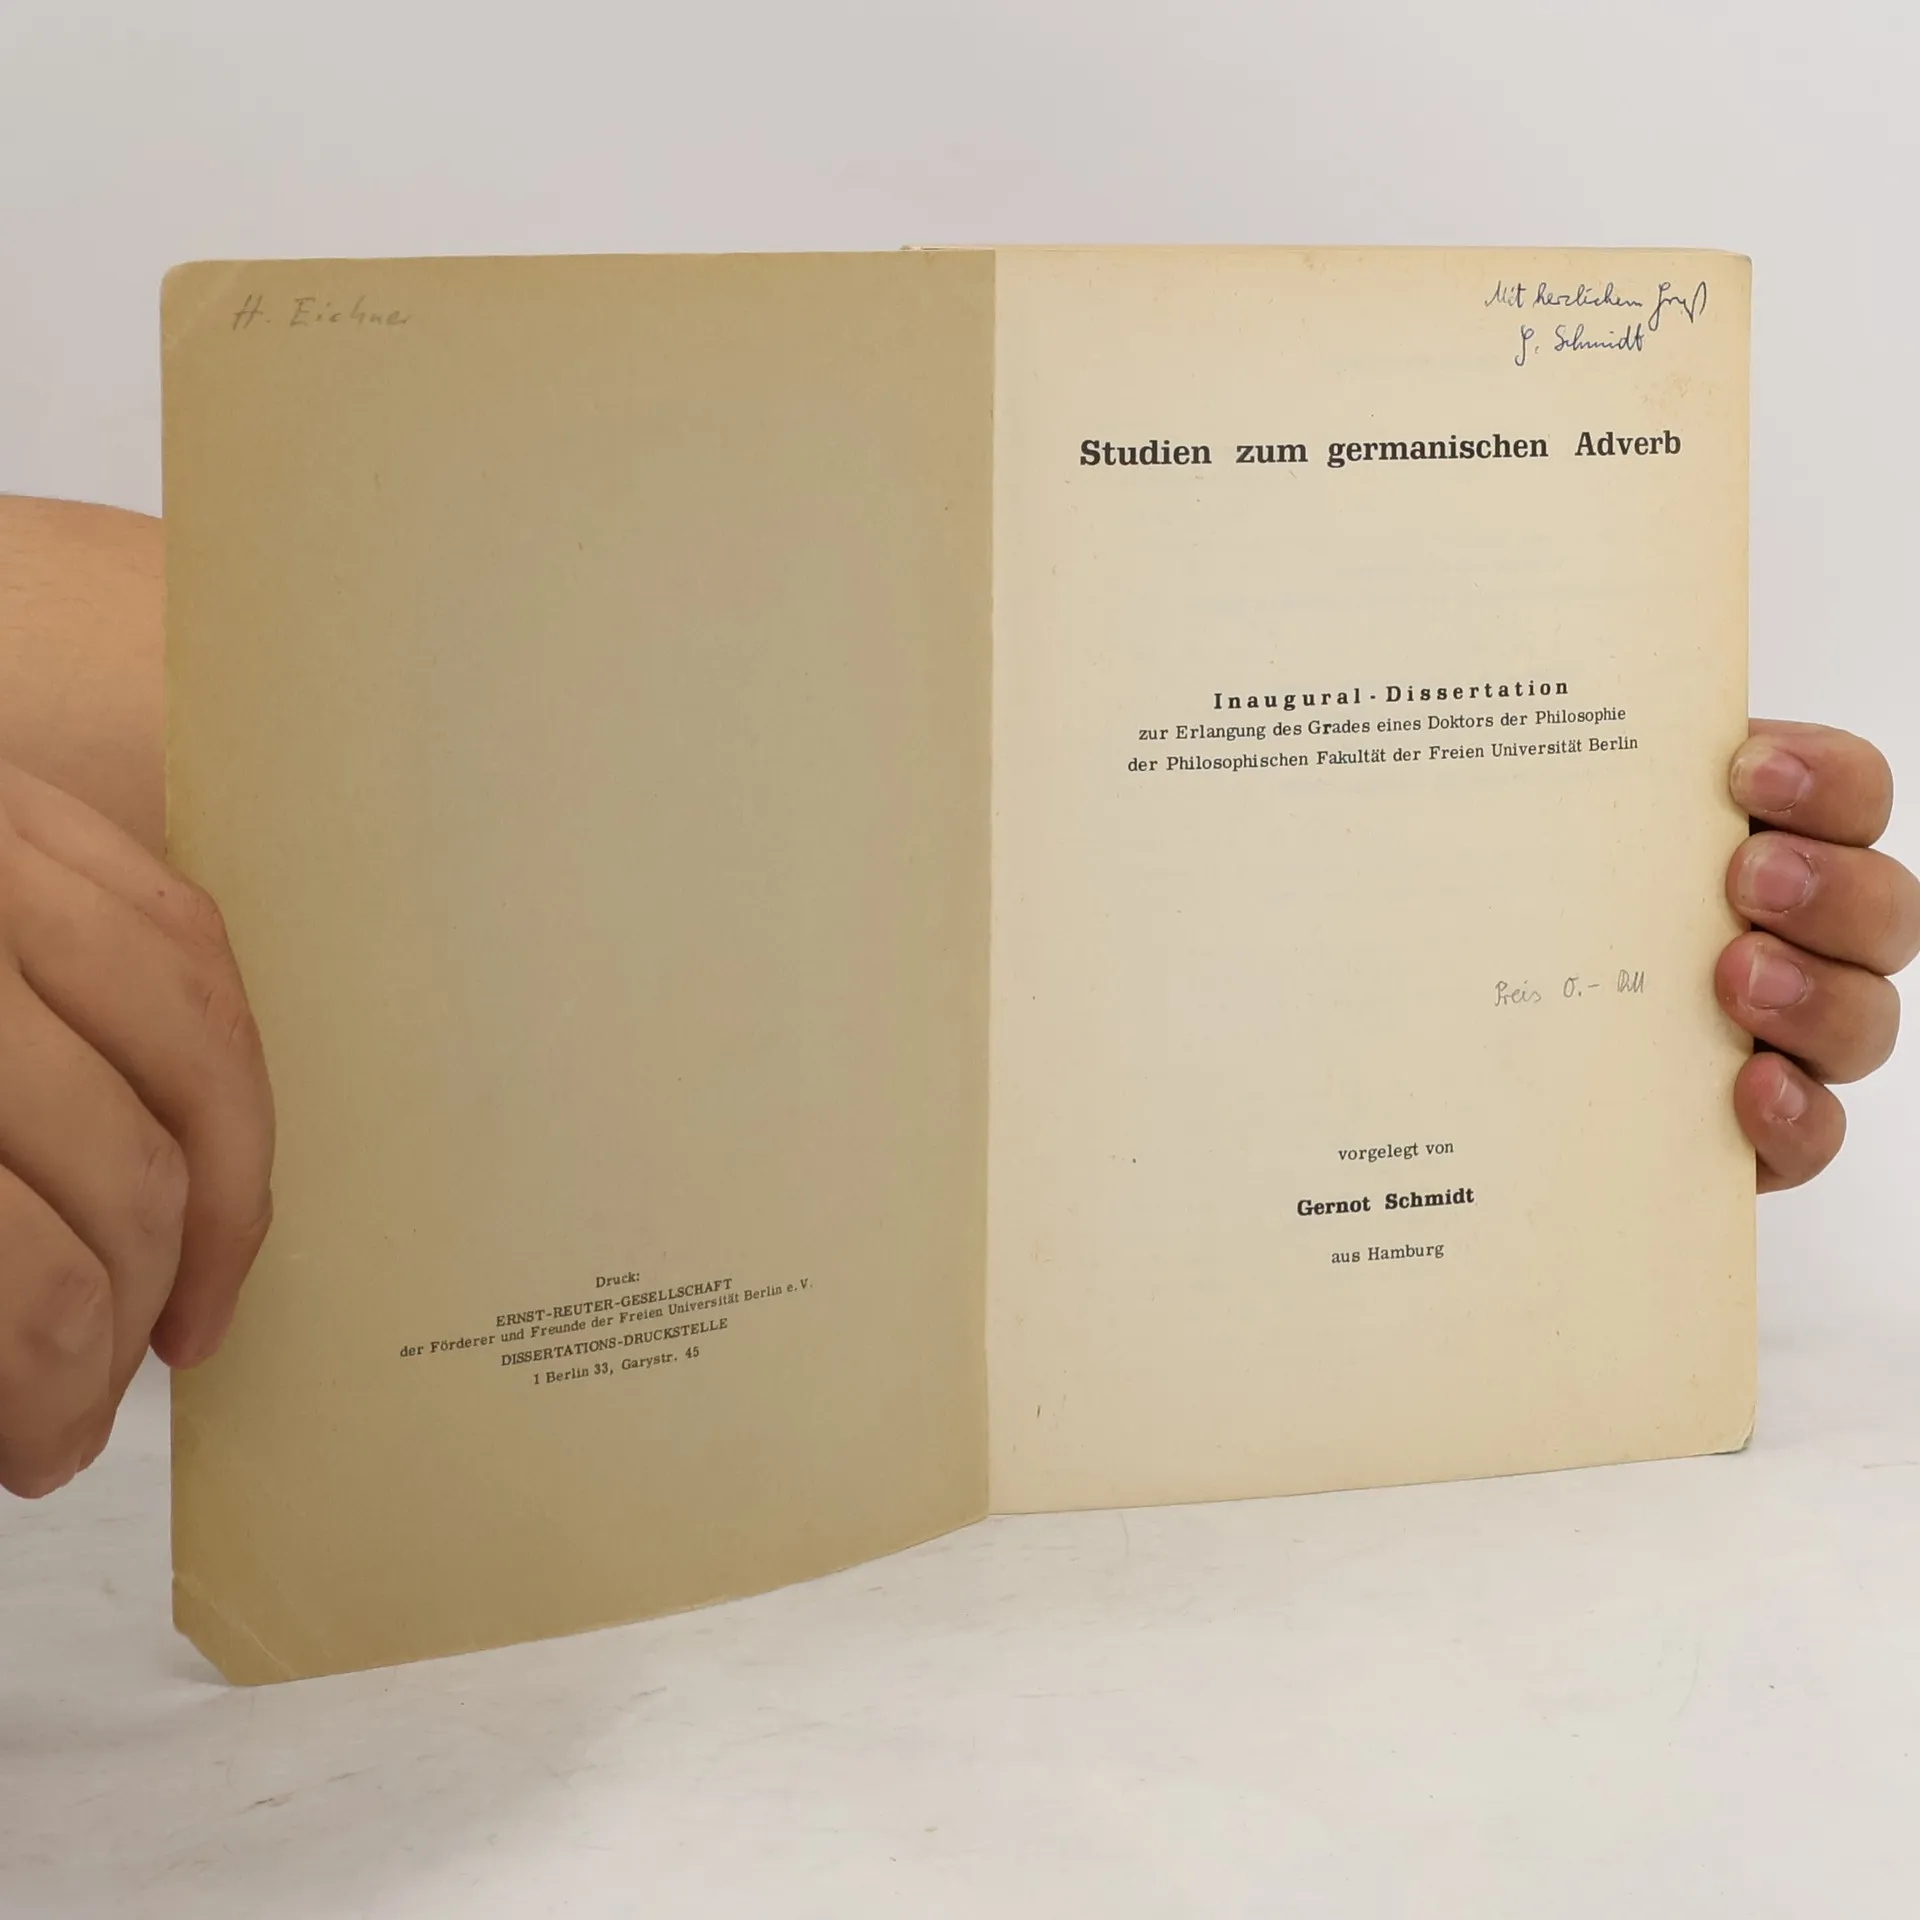 H. Eichner
Druck:
ERNST-REUTER-GESELLSCHAFT
der Förderer und Freunde der Freien Universität Berlin e.V.
DISSERTATIONS-DRUCKSTELLE
1 Berlin 33, Garystr. 45
Mit herzlichem Gruß
G. Schmidt
Studien zum germanischen Adverb
Inaugural-Dissertation
zur Erlangung des Grades eines Doktors der Philosophie
der Philosophischen Fakultät der Freien Universität Berlin
Preis 0.- DM
vorgelegt von
Gernot Schmidt
aus Hamburg